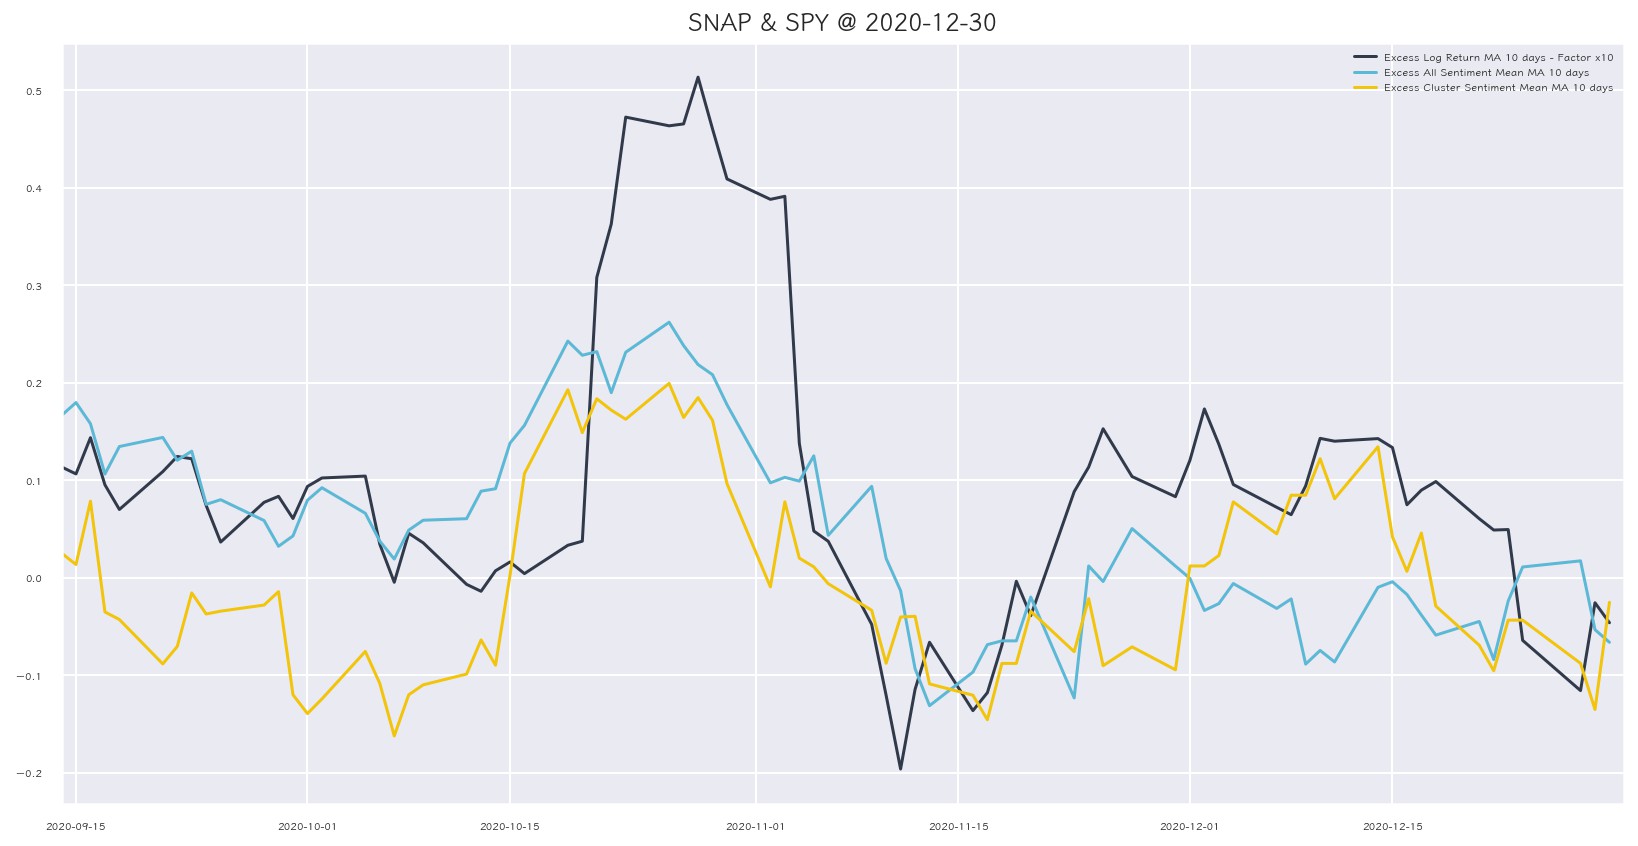 SNAP & SPY @ 2020-12-30
Excess Log Return MA 10 days - Factor x10
Excess All Sentiment Mean MA 10 days
Excess Cluster Sentiment Mean MA 10 days
0.5
0.4
0.3
0.2
0.1
0.0
−0.1
−0.2
2020-09-15 2020-10-01 2020-10-15 2020-11-01 2020-11-15 2020-12-01 2020-12-15